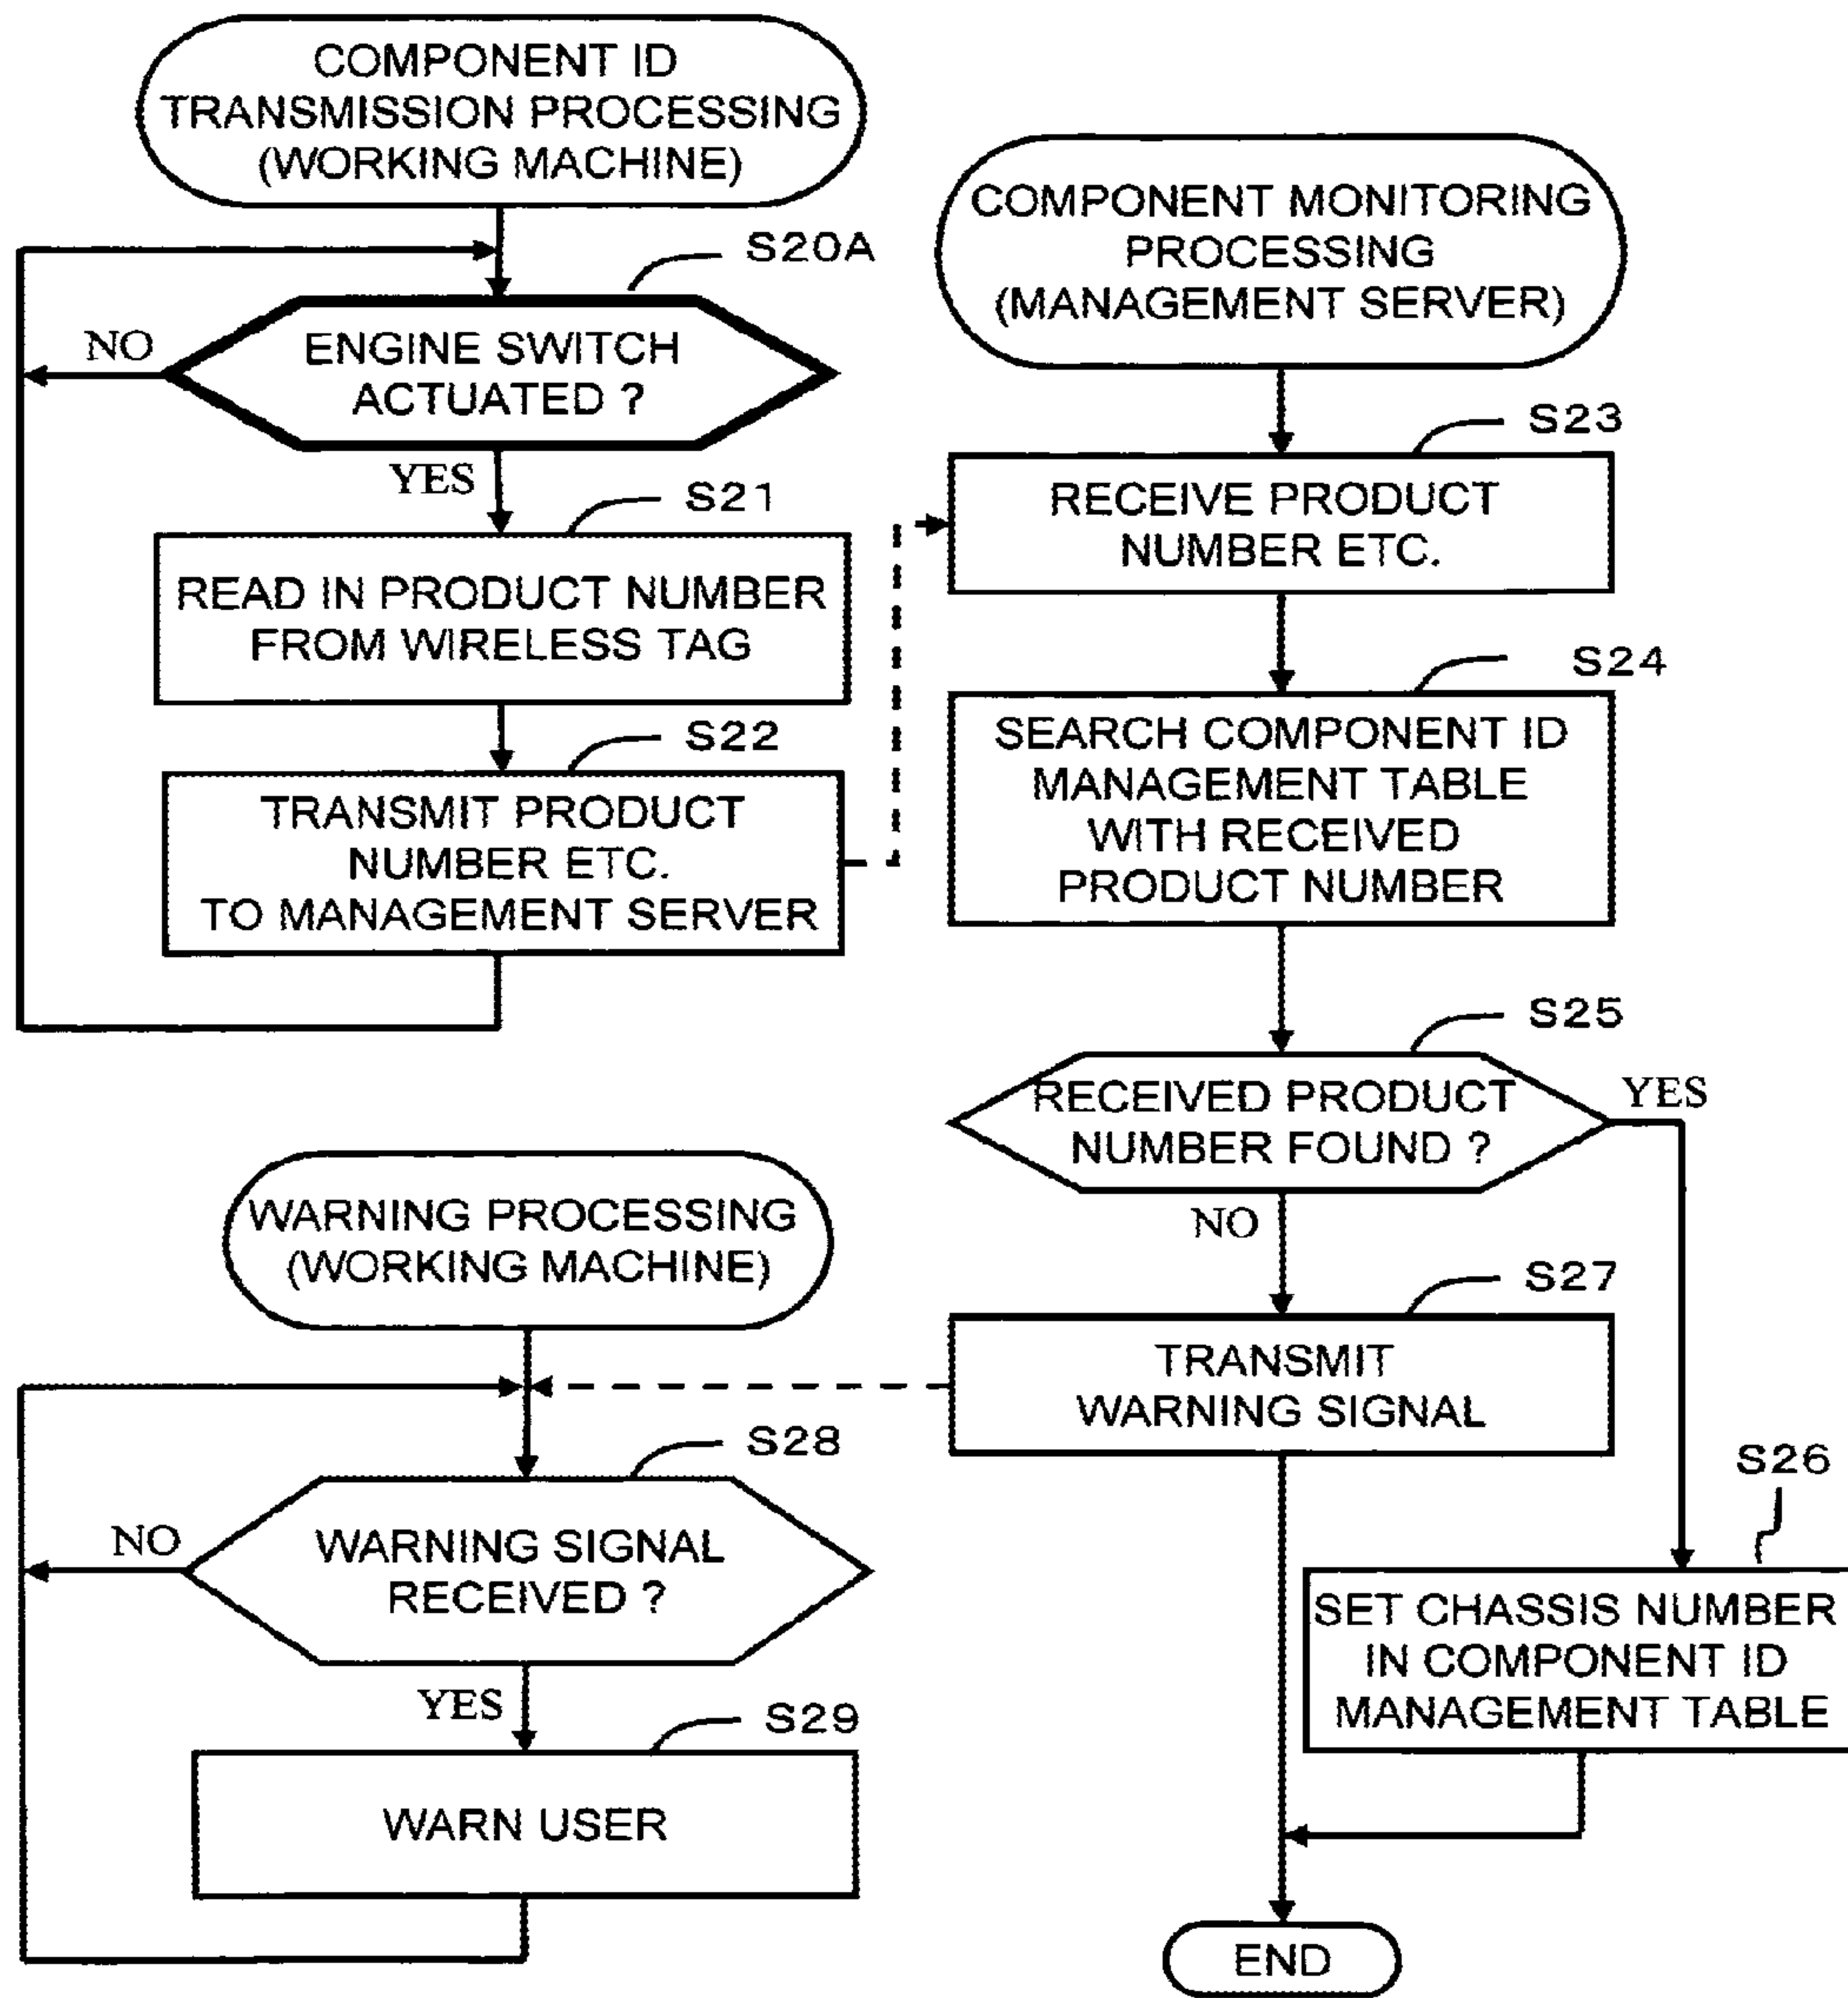 COMPONENT ID
TRANSMISSION PROCESSING
(WORKING MACHINE)
S20A
ENGINE SWITCH
ACTUATED ?
NO
YES
S21
READ IN PRODUCT NUMBER
FROM WIRELESS TAG
S22
TRANSMIT PRODUCT
NUMBER ETC.
TO MANAGEMENT SERVER
COMPONENT MONITORING
PROCESSING
(MANAGEMENT SERVER)
S23
RECEIVE PRODUCT
NUMBER ETC.
S24
SEARCH COMPONENT ID
MANAGEMENT TABLE
WITH RECEIVED
PRODUCT NUMBER
S25
RECEIVED PRODUCT
NUMBER FOUND ?
YES
NO
S27
TRANSMIT
WARNING SIGNAL
S26
SET CHASSIS NUMBER
IN COMPONENT ID
MANAGEMENT TABLE
END
WARNING PROCESSING
(WORKING MACHINE)
S28
WARNING SIGNAL
RECEIVED ?
NO
YES
S29
WARN USER